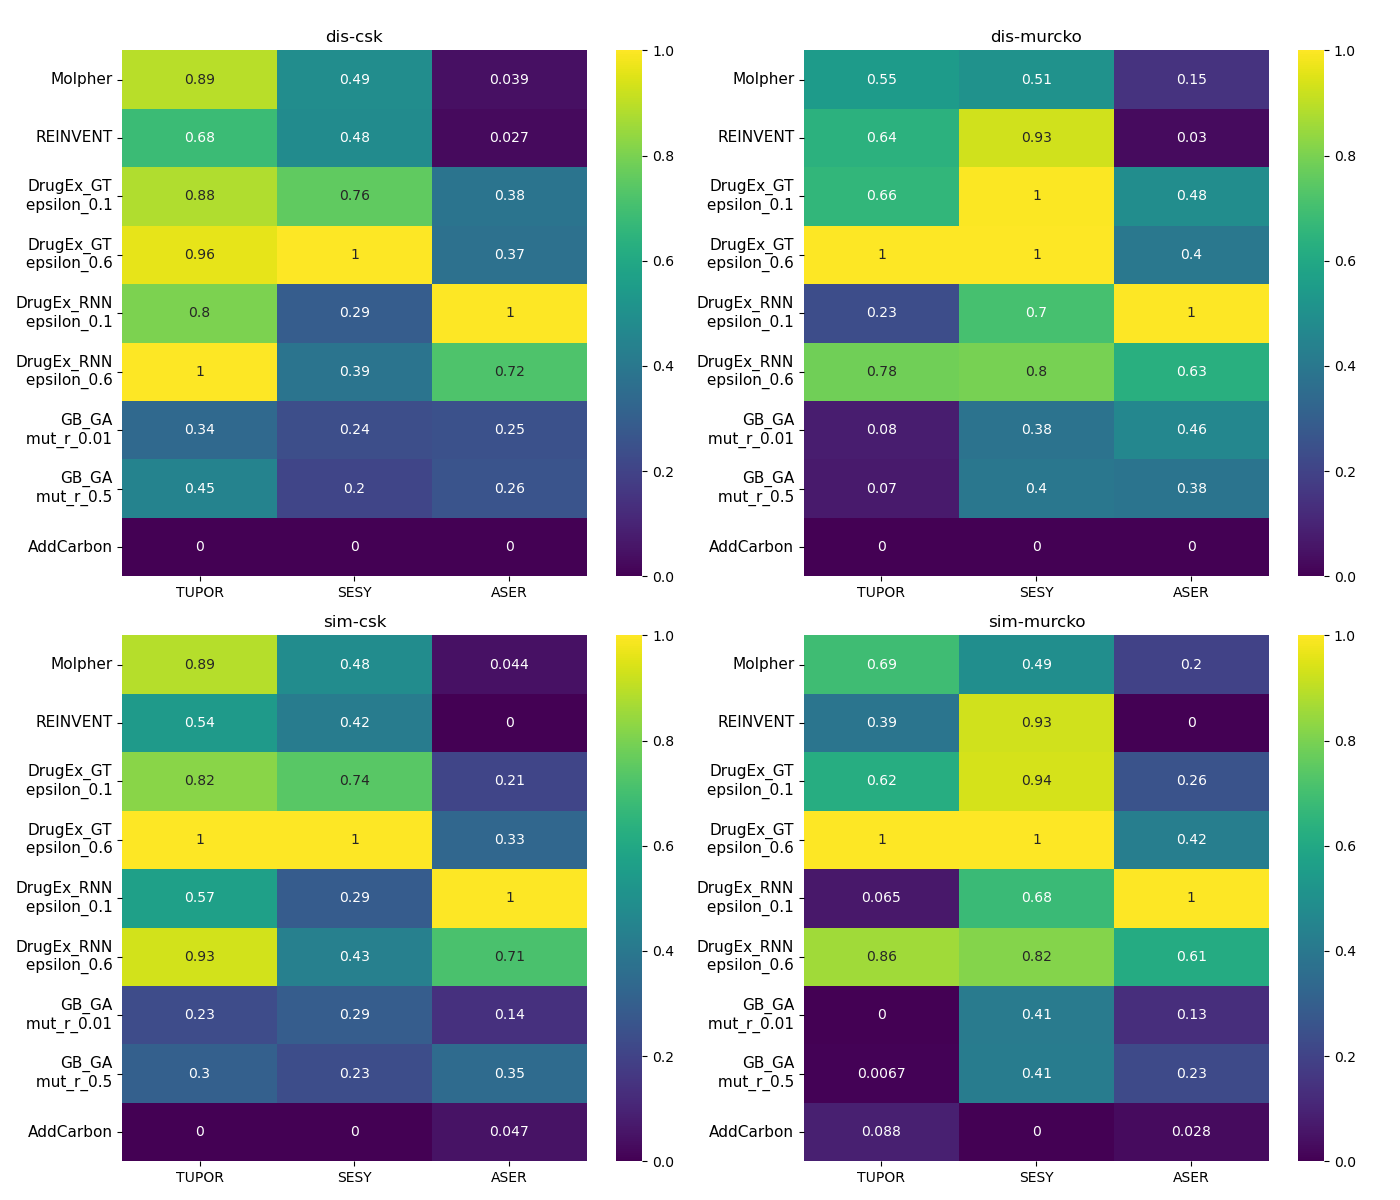 dis-csk
Molpher 0.89 0.49 0.039 1.0
REINVENT 0.68 0.48 0.027 0.8
DrugEx_GT
epsilon_0.1 0.88 0.76 0.38
DrugEx_GT
epsilon_0.6 0.96 1 0.37 0.6
DrugEx_RNN
epsilon_0.1 0.8 0.29 1
DrugEx_RNN
epsilon_0.6 1 0.39 0.72 0.4
GB_GA
mut_r_0.01 0.34 0.24 0.25
GB_GA
mut_r_0.5 0.45 0.2 0.26 0.2
AddCarbon 0 0 0 0.0
TUPOR SESY ASER
dis-murcko
Molpher 0.55 0.51 0.15 1.0
REINVENT 0.64 0.93 0.03 0.8
DrugEx_GT
epsilon_0.1 0.66 1 0.48
DrugEx_GT
epsilon_0.6 1 1 0.4 0.6
DrugEx_RNN
epsilon_0.1 0.23 0.7 1
DrugEx_RNN
epsilon_0.6 0.78 0.8 0.63 0.4
GB_GA
mut_r_0.01 0.08 0.38 0.46
GB_GA
mut_r_0.5 0.07 0.4 0.38 0.2
AddCarbon 0 0 0 0.0
TUPOR SESY ASER
sim-csk
Molpher 0.89 0.48 0.044 1.0
REINVENT 0.54 0.42 0 0.8
DrugEx_GT
epsilon_0.1 0.82 0.74 0.21
DrugEx_GT
epsilon_0.6 1 1 0.33 0.6
DrugEx_RNN
epsilon_0.1 0.57 0.29 1
DrugEx_RNN
epsilon_0.6 0.93 0.43 0.71 0.4
GB_GA
mut_r_0.01 0.23 0.29 0.14
GB_GA
mut_r_0.5 0.3 0.23 0.35 0.2
AddCarbon 0 0 0.047 0.0
TUPOR SESY ASER
sim-murcko
Molpher 0.69 0.49 0.2 1.0
REINVENT 0.39 0.93 0 0.8
DrugEx_GT
epsilon_0.1 0.62 0.94 0.26
DrugEx_GT
epsilon_0.6 1 1 0.42 0.6
DrugEx_RNN
epsilon_0.1 0.065 0.68 1
DrugEx_RNN
epsilon_0.6 0.86 0.82 0.61 0.4
GB_GA
mut_r_0.01 0 0.41 0.13
GB_GA
mut_r_0.5 0.0067 0.41 0.23 0.2
AddCarbon 0.088 0 0.028 0.0
TUPOR SESY ASER